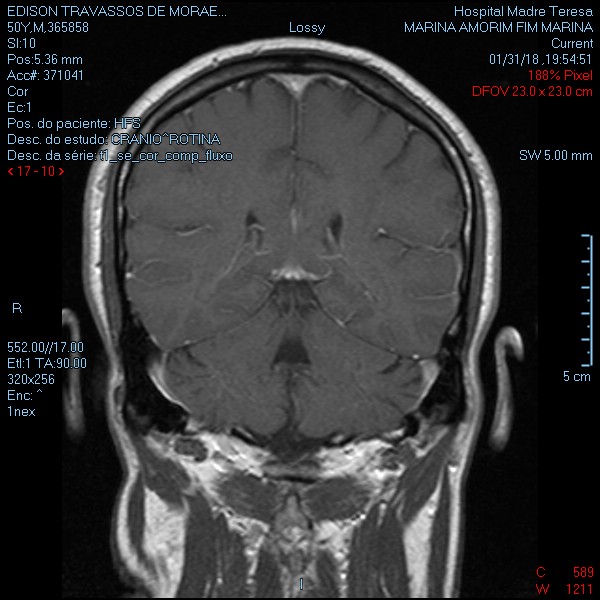 EDISON TRAVASSOS DE MORAE...
50Y,M,365858
Sl:10
Pos:5.36 mm
Acc#: 371041
Cor
Ec:1
Pos. do paciente: HFS
Desc. do estudo: CRANIO^ROTINA
Desc. da série: t1_se_cor_comp_fluxo
< 17 - 10 >
Lossy
Hospital Madre Teresa
MARINA AMORIM FIM MARINA
Current
01/31/18 ,19:54:51
188% Pixel
DFOV 23.0 x 23.0 cm
SW 5.00 mm
R
552.00//17.00
Etl:1 TA:90.00
320x256
Enc: ^
1nex
5 cm
I
C 589
W 1211